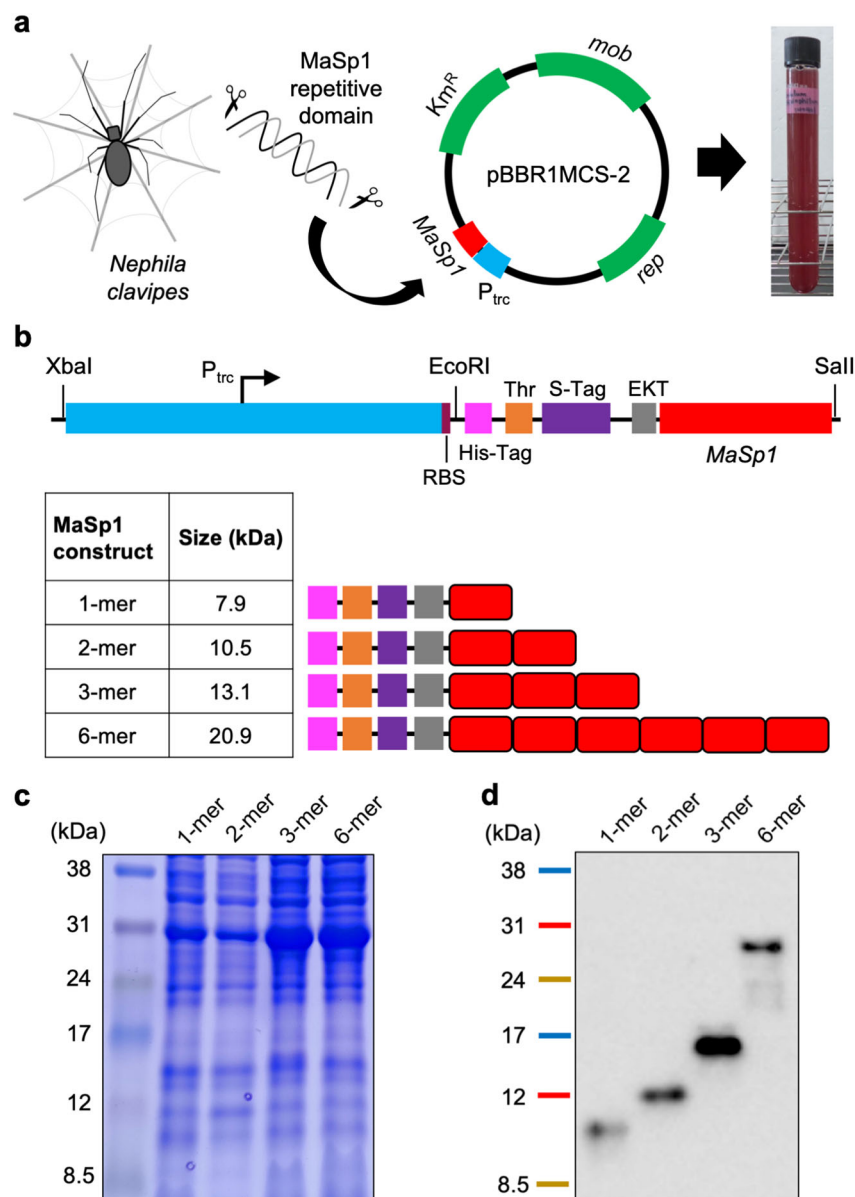 a
MaSp1
repetitive
domain
Nephila
clavipes
Km^R
mob
pBBR1MCS-2
MaSp1
P_trc
rep
b
XbaI
P_trc
EcoRI
Thr
S-Tag
EKT
SalI
RBS
His-Tag
MaSp1
MaSp1 construct Size (kDa)
1-mer 7.9
2-mer 10.5
3-mer 13.1
6-mer 20.9
c
(kDa)
1-mer 2-mer 3-mer 6-mer
38
31
24
17
12
8.5
d
(kDa)
1-mer 2-mer 3-mer 6-mer
38
31
24
17
12
8.5